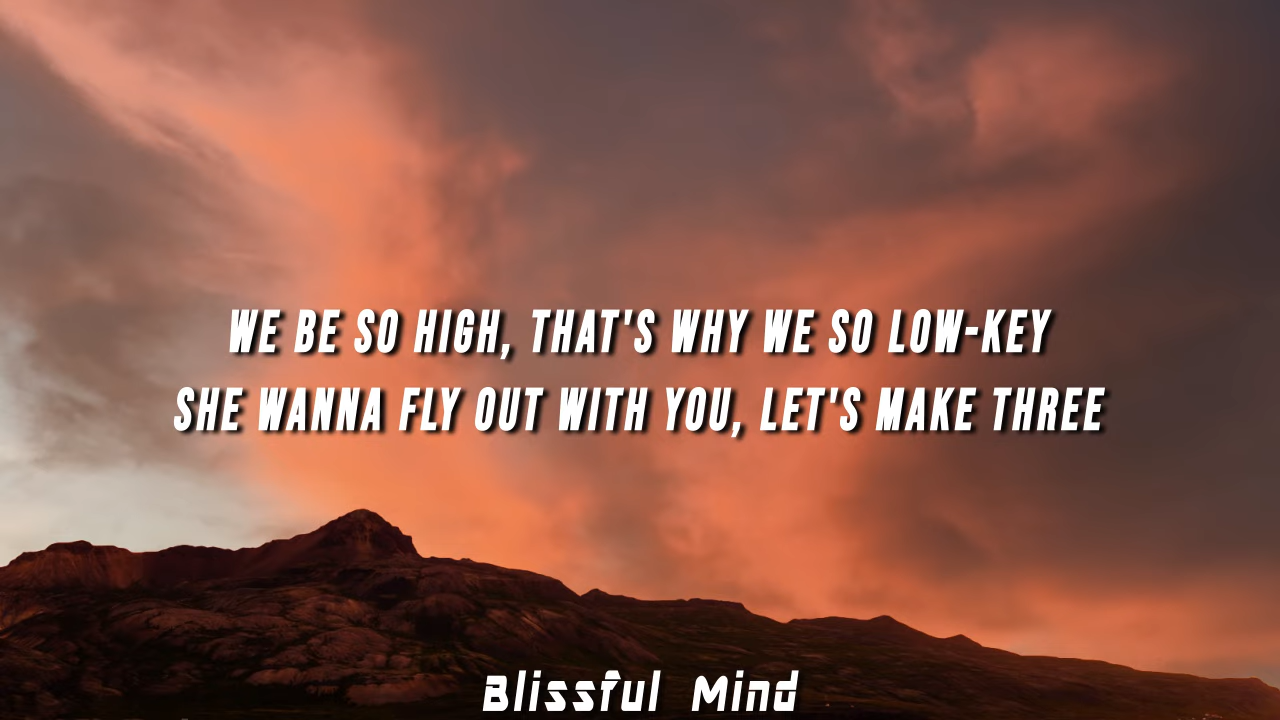 WE BE SO HIGH, THAT'S WHY WE SO LOW-KEY
SHE WANNA FLY OUT WITH YOU, LET'S MAKE THREE
Blissful Mind